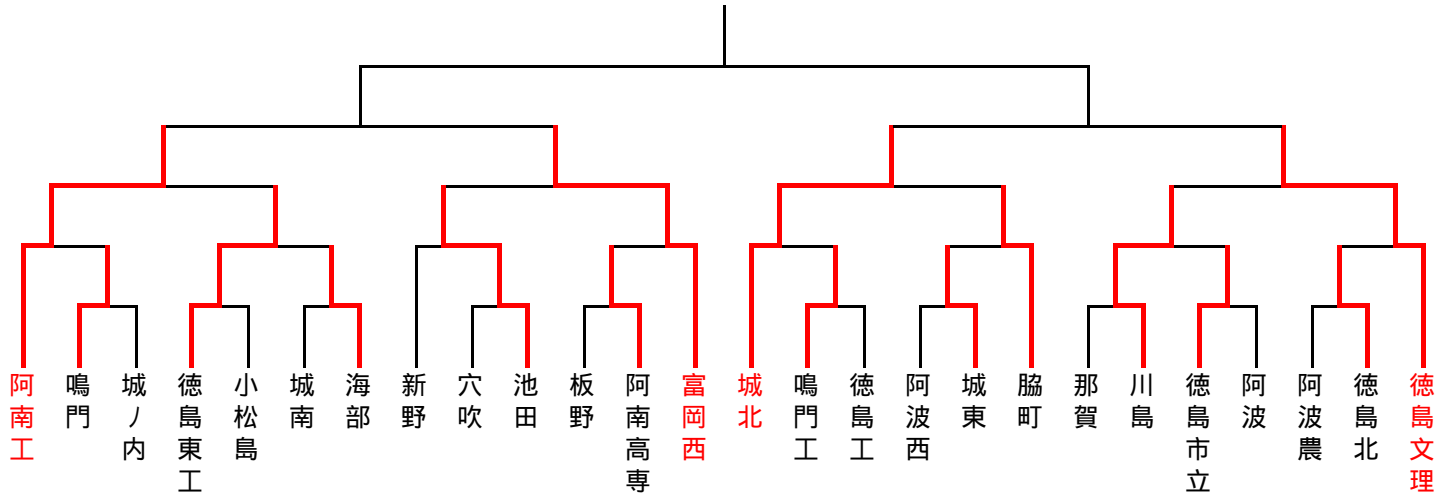 阿南工
鳴門
城ノ内
徳島東工
小松島
城南
海部
新野
穴吹
池田
板野
阿南高専
富岡西
城北
鳴門工
徳島工
阿波西
城東
脇町
那賀
川島
徳島市立
阿波
阿波農
徳島北
徳島文理